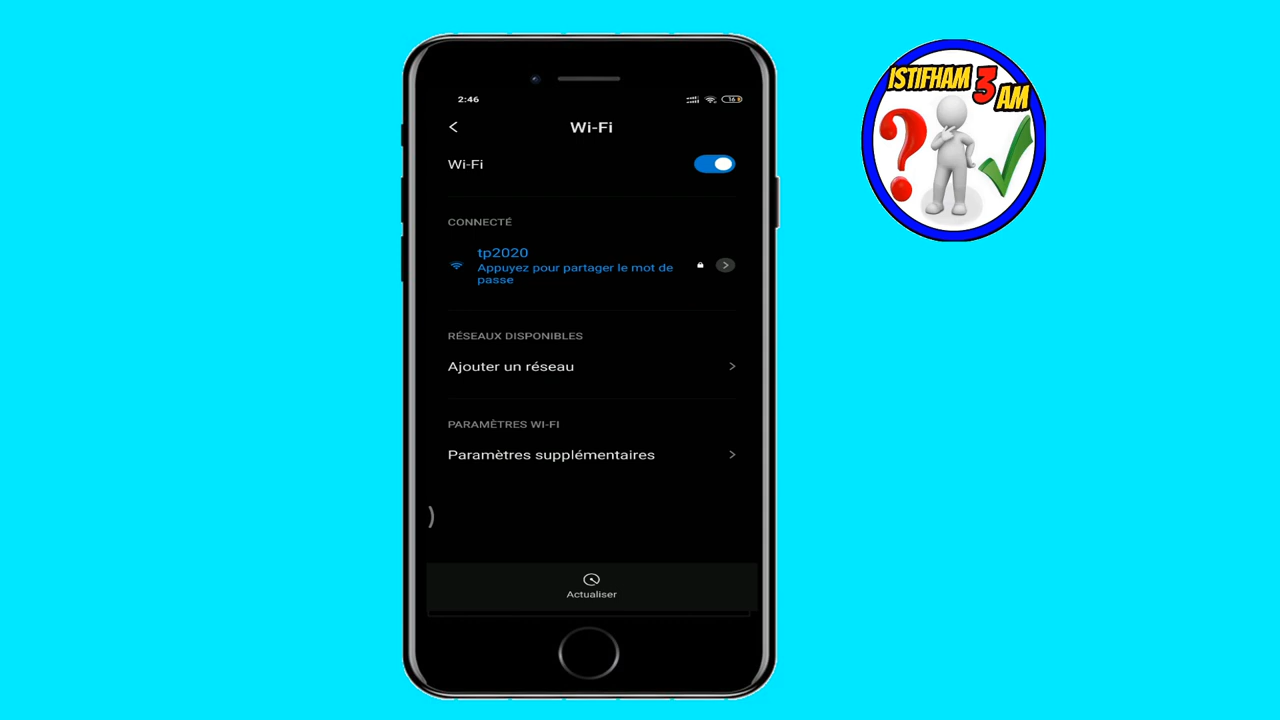 2:46
16
Wi-Fi
Wi-Fi
CONNECTÉ
tp2020
Appuyez pour partager le mot de
passe
RÉSEAUX DISPONIBLES
Ajouter un réseau
PARAMÈTRES WI-FI
Paramètres supplémentaires
Actualiser
ISTIFHAM 3 AM